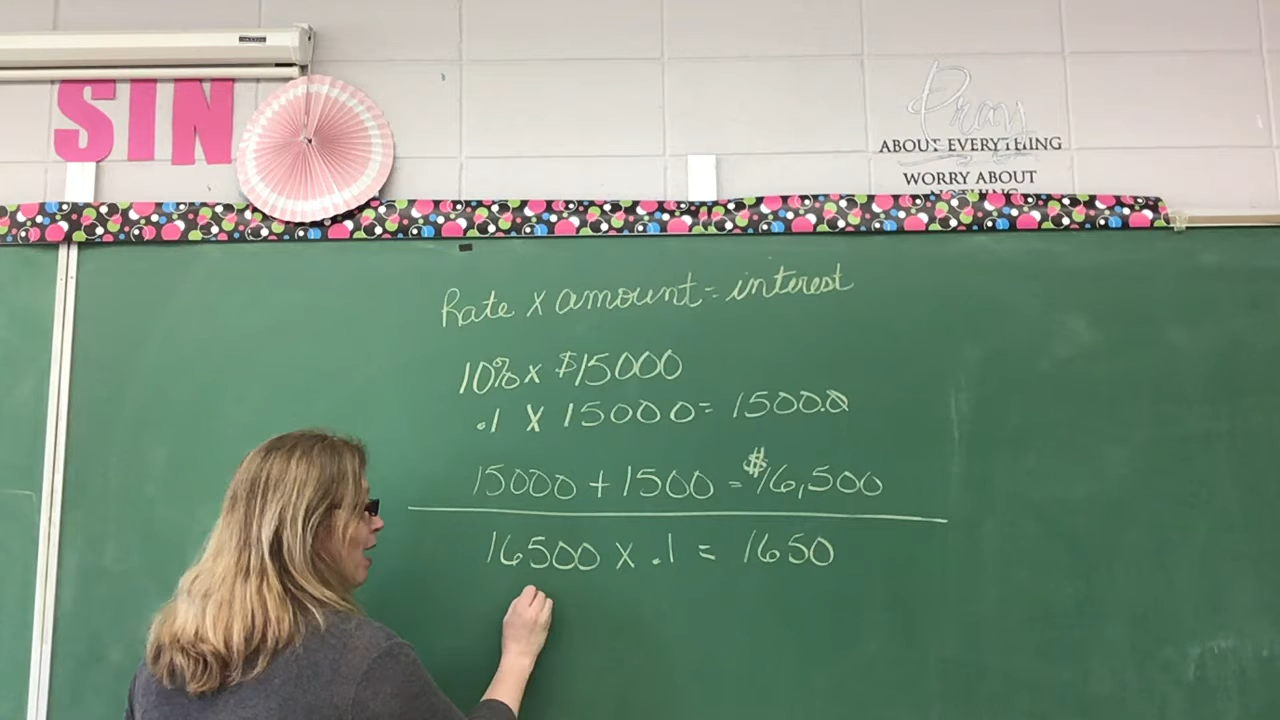 SIN
Pray
ABOUT EVERYTHING
WORRY ABOUT
NOTHING
Rate x amount = interest
10% x $15000
.1 x 15000 = 1500.0
15000 + 1500 = $16,500
16500 x .1 = 1650